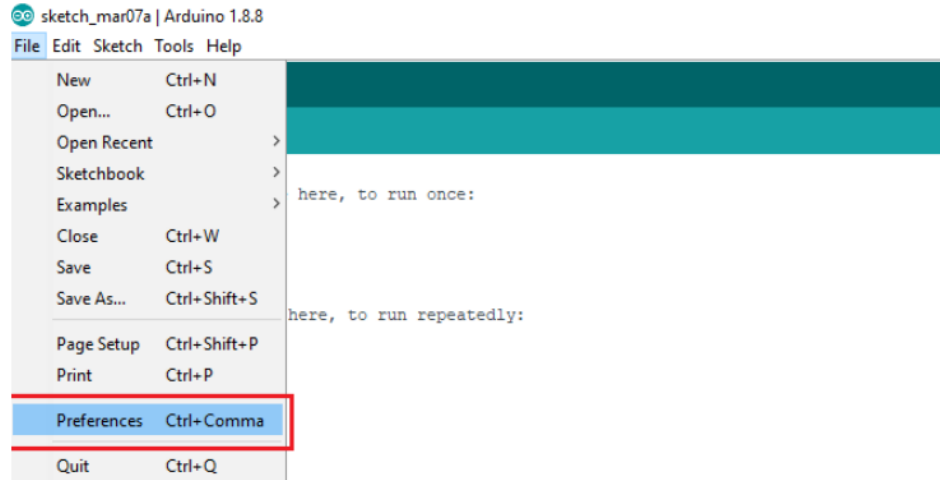 sketch_mar07a | Arduino 1.8.8
File Edit Sketch Tools Help
New Ctrl+N
Open... Ctrl+O
Open Recent >
Sketchbook >
Examples >
here, to run once:
Close Ctrl+W
Save Ctrl+S
Save As... Ctrl+Shift+S
here, to run repeatedly:
Page Setup Ctrl+Shift+P
Print Ctrl+P
Preferences Ctrl+Comma
Quit Ctrl+Q